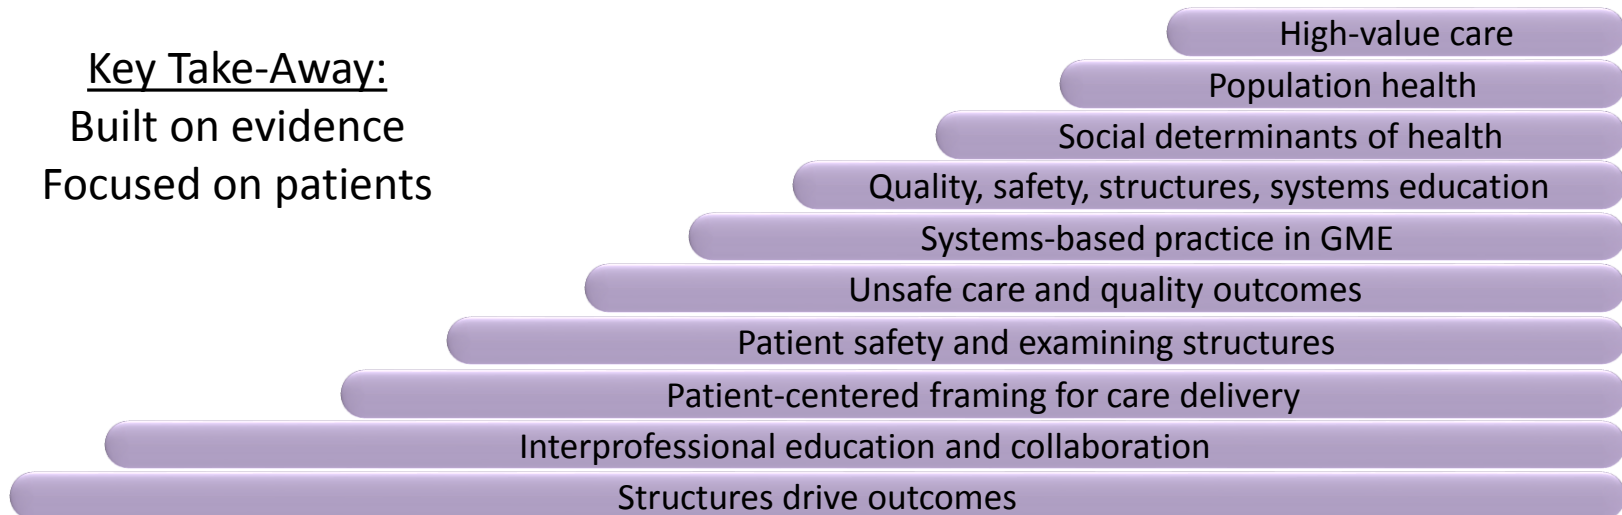 Key Take-Away:
Built on evidence
Focused on patients
High-value care
Population health
Social determinants of health
Quality, safety, structures, systems education
Systems-based practice in GME
Unsafe care and quality outcomes
Patient safety and examining structures
Patient-centered framing for care delivery
Interprofessional education and collaboration
Structures drive outcomes